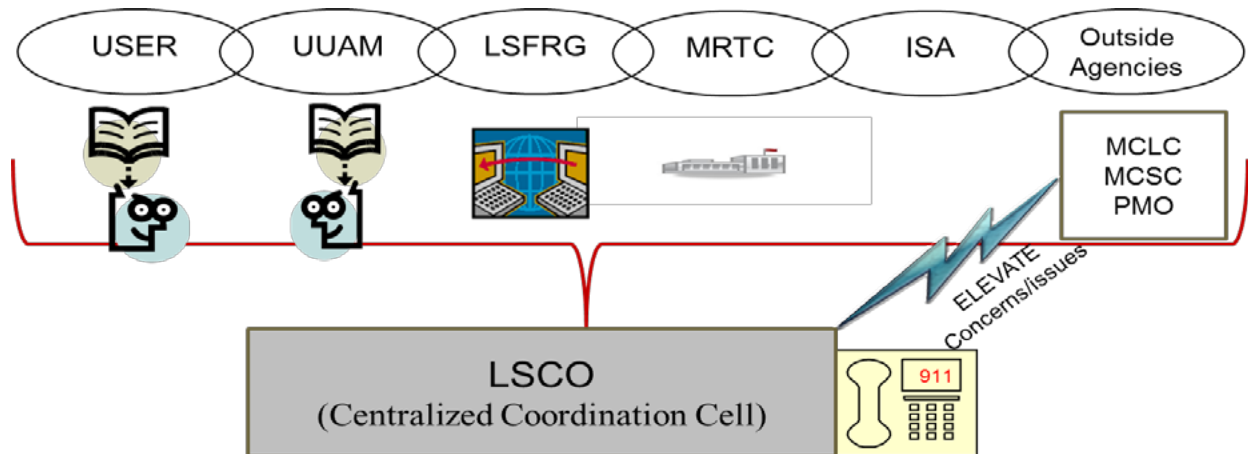 USER
UUAM
LSFRG
MRTC
ISA
Outside
Agencies
MCLC
MCSC
PMO
ELEVATE
Concerns/issues
LSCO
(Centralized Coordination Cell)
911